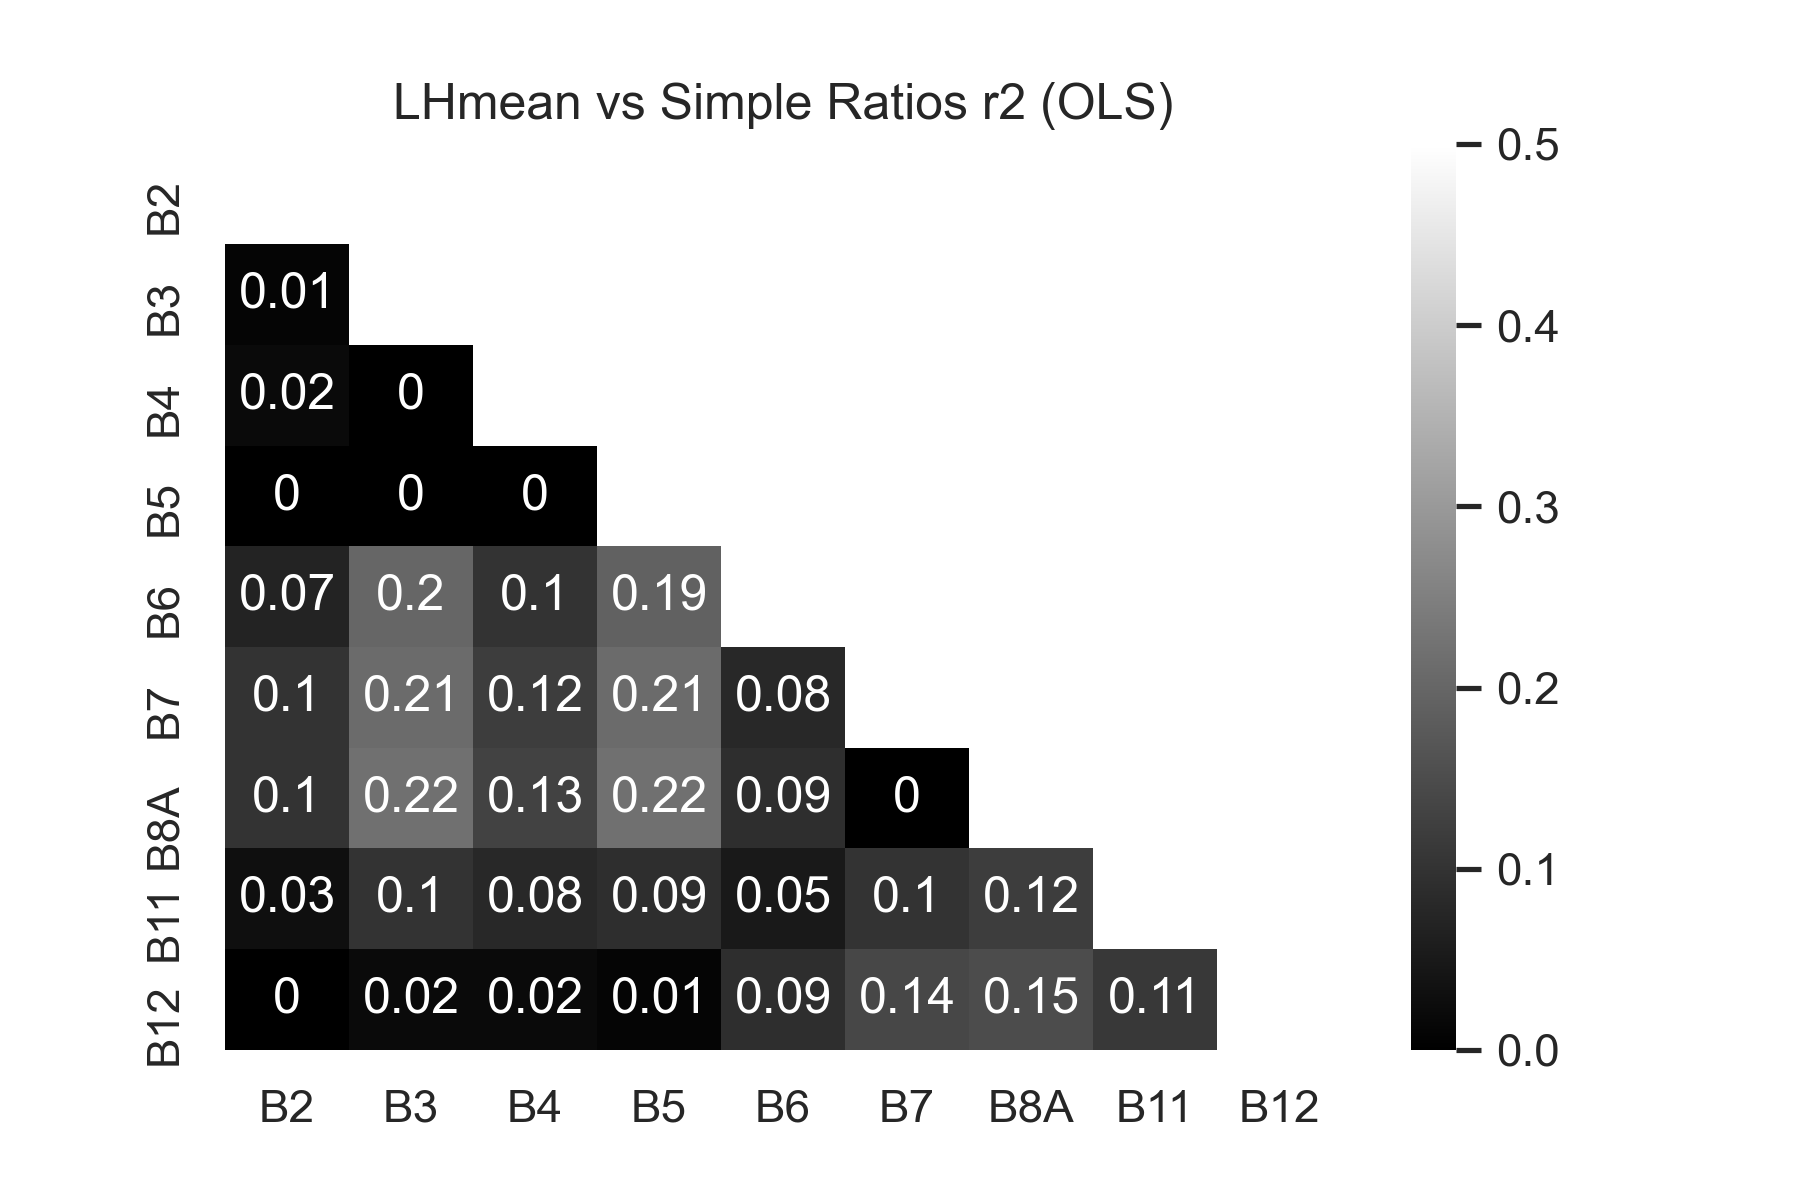 LHmean vs Simple Ratios r2 (OLS)
B2
B3 0.01
B4 0.02 0
B5 0 0 0
B6 0.07 0.2 0.1 0.19
B7 0.1 0.21 0.12 0.21 0.08
B8A 0.1 0.22 0.13 0.22 0.09 0
B11 0.03 0.1 0.08 0.09 0.05 0.1 0.12
B12 0 0.02 0.02 0.01 0.09 0.14 0.15 0.11
B2 B3 B4 B5 B6 B7 B8A B11 B12
0.5
0.4
0.3
0.2
0.1
0.0